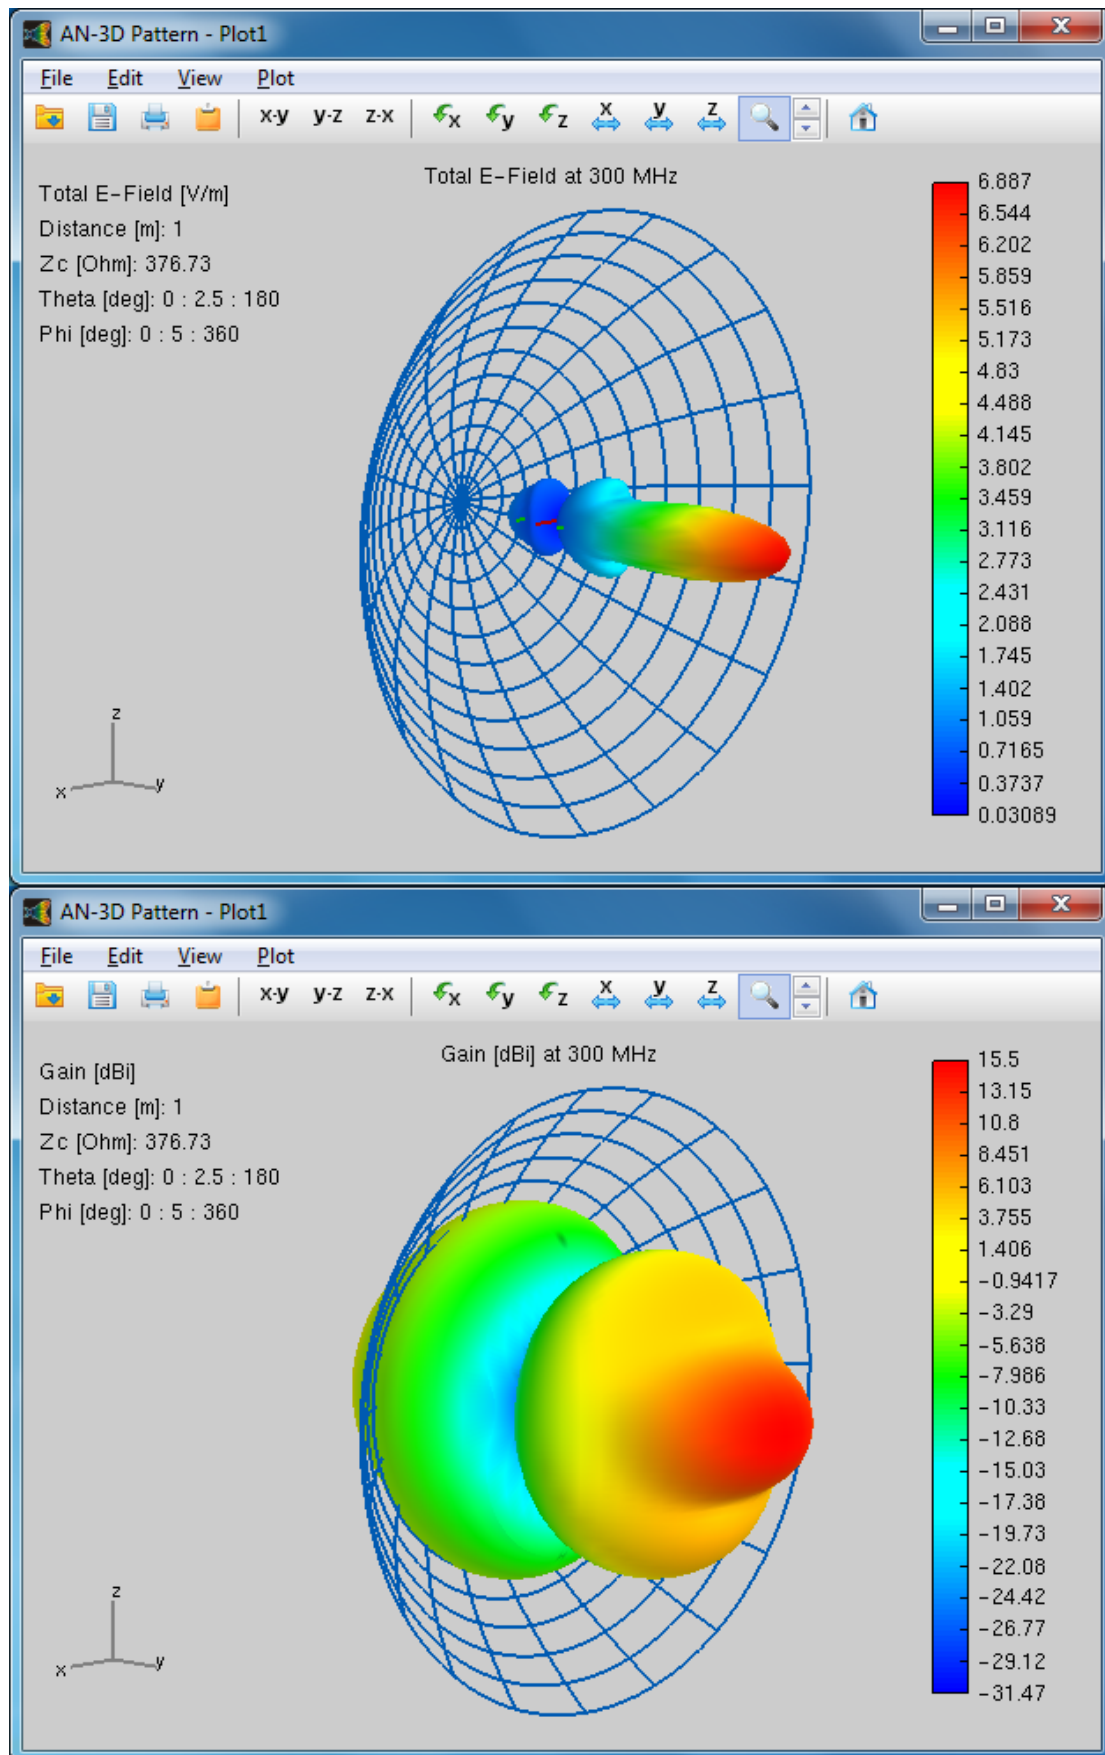 AN-3D Pattern - Plot1
File Edit View Plot
x-y y-z z-x x y z x y z
Total E-Field at 300 MHz
Total E-Field [V/m]
Distance [m]: 1
Zc [Ohm]: 376.73
Theta [deg]: 0 : 2.5 : 180
Phi [deg]: 0 : 5 : 360
6.887
6.544
6.202
5.859
5.516
5.173
4.83
4.488
4.145
3.802
3.459
3.116
2.773
2.431
2.088
1.745
1.402
1.059
0.7165
0.3737
0.03089
z
x y
AN-3D Pattern - Plot1
File Edit View Plot
x-y y-z z-x x y z x y z
Gain [dBi] at 300 MHz
Gain [dBi]
Distance [m]: 1
Zc [Ohm]: 376.73
Theta [deg]: 0 : 2.5 : 180
Phi [deg]: 0 : 5 : 360
15.5
13.15
10.8
8.451
6.103
3.755
1.406
-0.9417
-3.29
-5.638
-7.986
-10.33
-12.68
-15.03
-17.38
-19.73
-22.08
-24.42
-26.77
-29.12
-31.47
z
x y